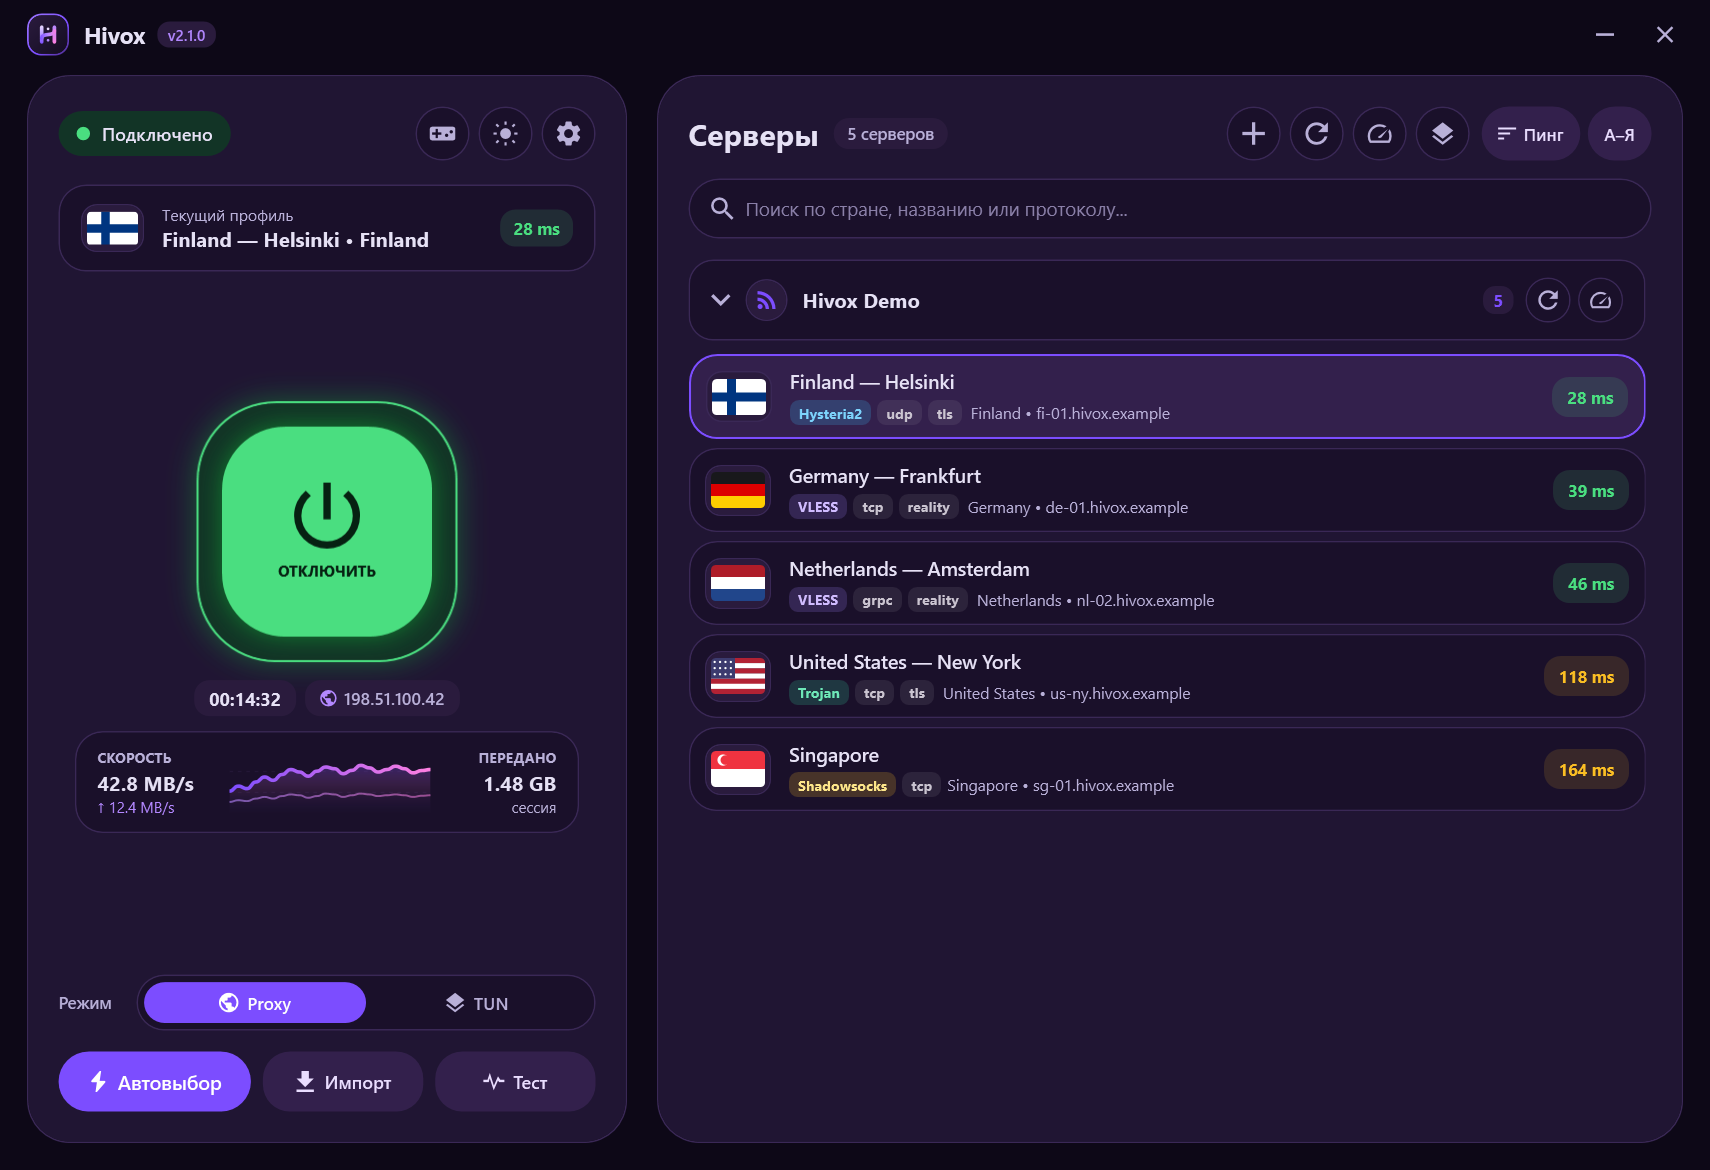 Hivox v2.1.0
Подключено
Текущий профиль
Finland — Helsinki • Finland
28 ms
ОТКЛЮЧИТЬ
00:14:32 198.51.100.42
СКОРОСТЬ
42.8 MB/s
↑ 12.4 MB/s
ПЕРЕДАНО
1.48 GB
сессия
Режим Proxy TUN
Автовыбор Импорт Тест
Серверы 5 серверов Пинг А–Я
Поиск по стране, названию или протоколу...
Hivox Demo 5
Finland — Helsinki
Hysteria2 udp tls Finland • fi-01.hivox.example
28 ms
Germany — Frankfurt
VLESS tcp reality Germany • de-01.hivox.example
39 ms
Netherlands — Amsterdam
VLESS grpc reality Netherlands • nl-02.hivox.example
46 ms
United States — New York
Trojan tcp tls United States • us-ny.hivox.example
118 ms
Singapore
Shadowsocks tcp Singapore • sg-01.hivox.example
164 ms